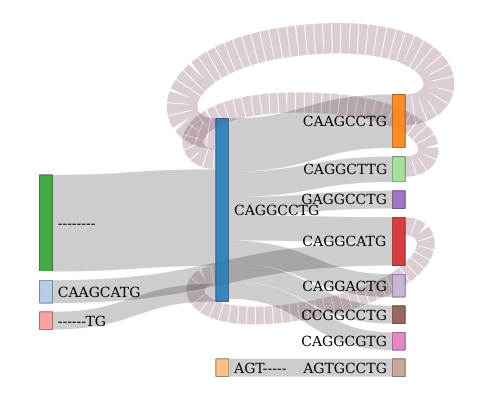 --------
CAAGCATG
------TG
CAGGCCTG
AGT-----
CAAGCCTG
CAGGCTTG
GAGGCCTG
CAGGCATG
CAGGACTG
CCGGCCTG
CAGGCGTG
AGTGCCTG